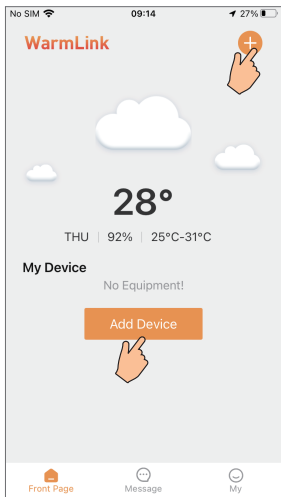 No SIM 09:14 27%
WarmLink
28°
THU | 92% | 25°C-31°C
My Device
No Equipment!
Add Device
Front Page Message My